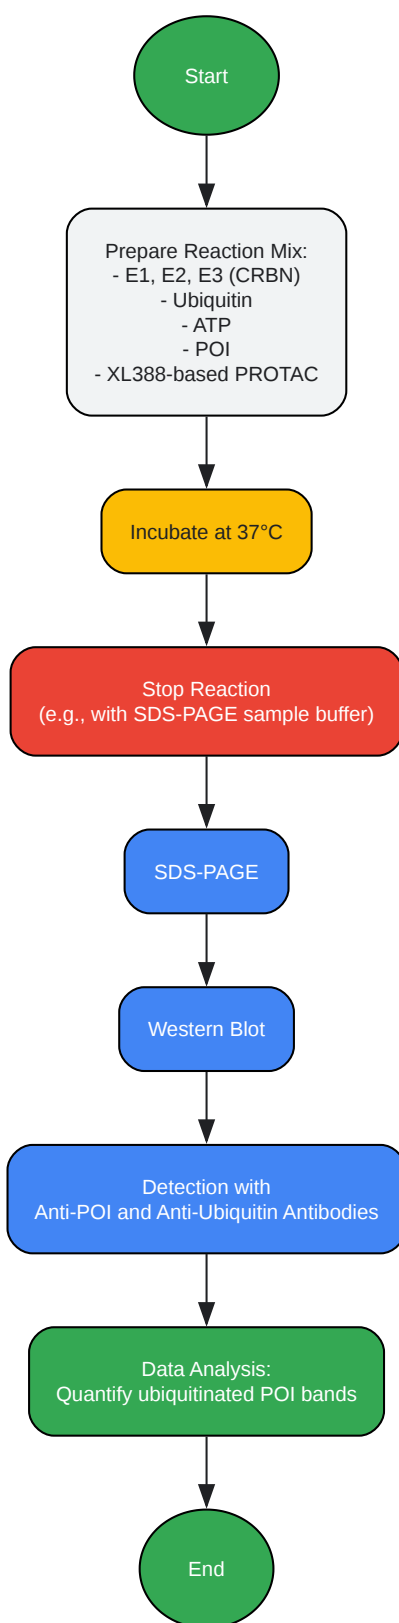 Start
Prepare Reaction Mix:
- E1, E2, E3 (CRBN)
- Ubiquitin
- ATP
- POI
- XL388-based PROTAC
Incubate at 37°C
Stop Reaction
(e.g., with SDS-PAGE sample buffer)
SDS-PAGE
Western Blot
Detection with
Anti-POI and Anti-Ubiquitin Antibodies
Data Analysis:
Quantify ubiquitinated POI bands
End